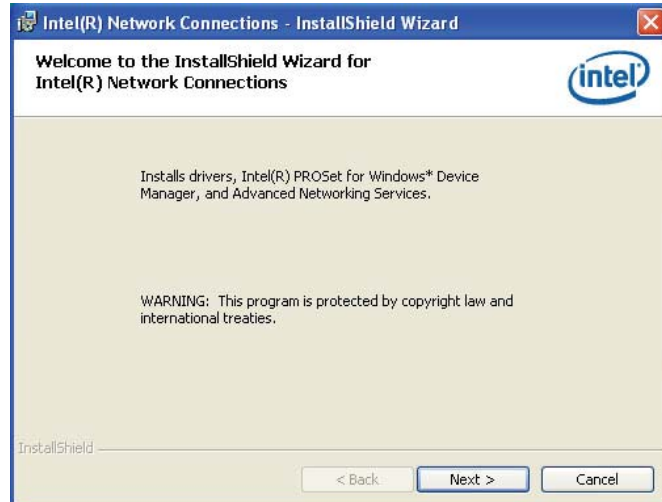 Intel(R) Network Connections - InstallShield Wizard
Welcome to the InstallShield Wizard for
Intel(R) Network Connections
intel
Installs drivers, Intel(R) PROSet for Windows* Device
Manager, and Advanced Networking Services.
WARNING:  This program is protected by copyright law and
international treaties.
InstallShield
< Back
Next >
Cancel